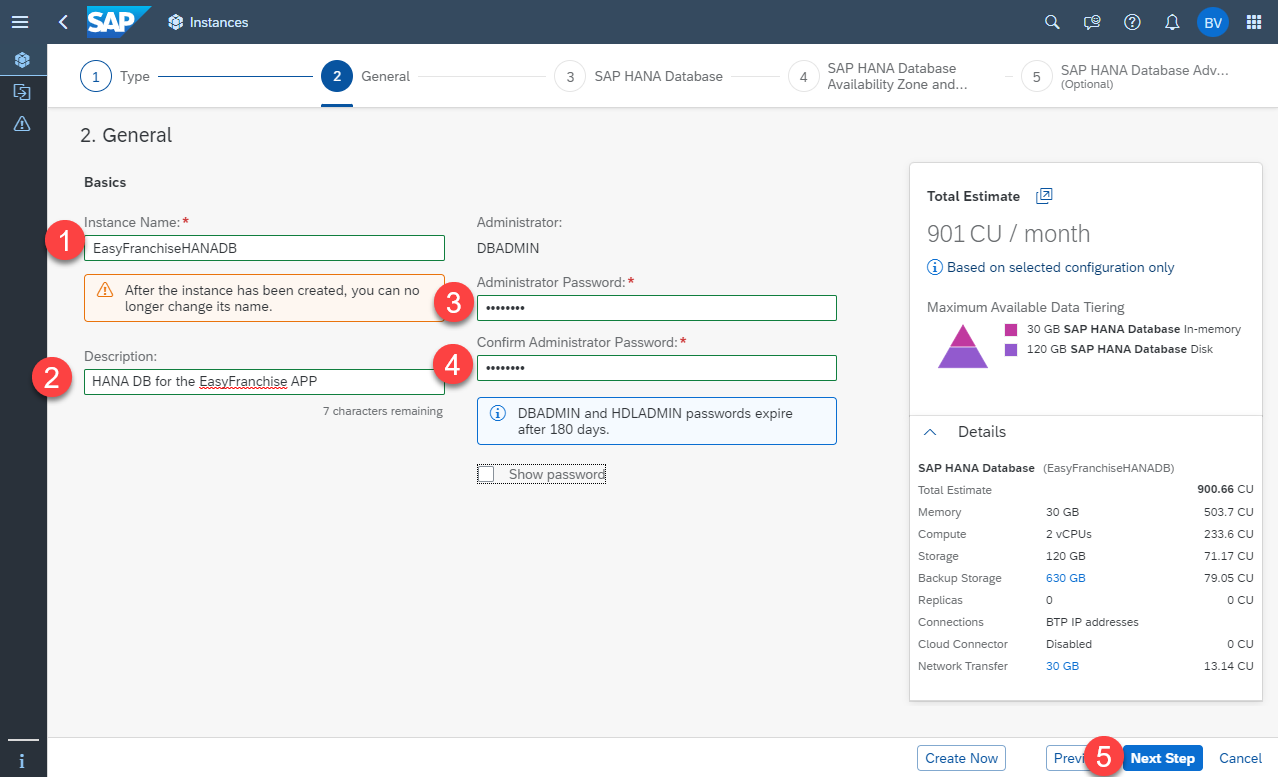 SAP Instances BV
1 Type 2 General 3 SAP HANA Database 4 SAP HANA Database Availability Zone and... 5 SAP HANA Database Adv... (Optional)
2. General
Basics
Instance Name:*
1 EasyFranchiseHANADB
After the instance has been created, you can no
longer change its name.
Description:
2 HANA DB for the EasyFranchise APP
7 characters remaining
Administrator:
DBADMIN
Administrator Password:*
3 ••••••••
Confirm Administrator Password:*
4 ••••••••
DBADMIN and HDLADMIN passwords expire
after 180 days.
Show password
Total Estimate
901 CU / month
Based on selected configuration only
Maximum Available Data Tiering
30 GB SAP HANA Database In-memory
120 GB SAP HANA Database Disk
Details
SAP HANA Database (EasyFranchiseHANADB)
Total Estimate 900.66 CU
Memory 30 GB 503.7 CU
Compute 2 vCPUs 233.6 CU
Storage 120 GB 71.17 CU
Backup Storage 630 GB 79.05 CU
Replicas 0 0 CU
Connections BTP IP addresses
Cloud Connector Disabled 0 CU
Network Transfer 30 GB 13.14 CU
Create Now 5 Next Step Cancel